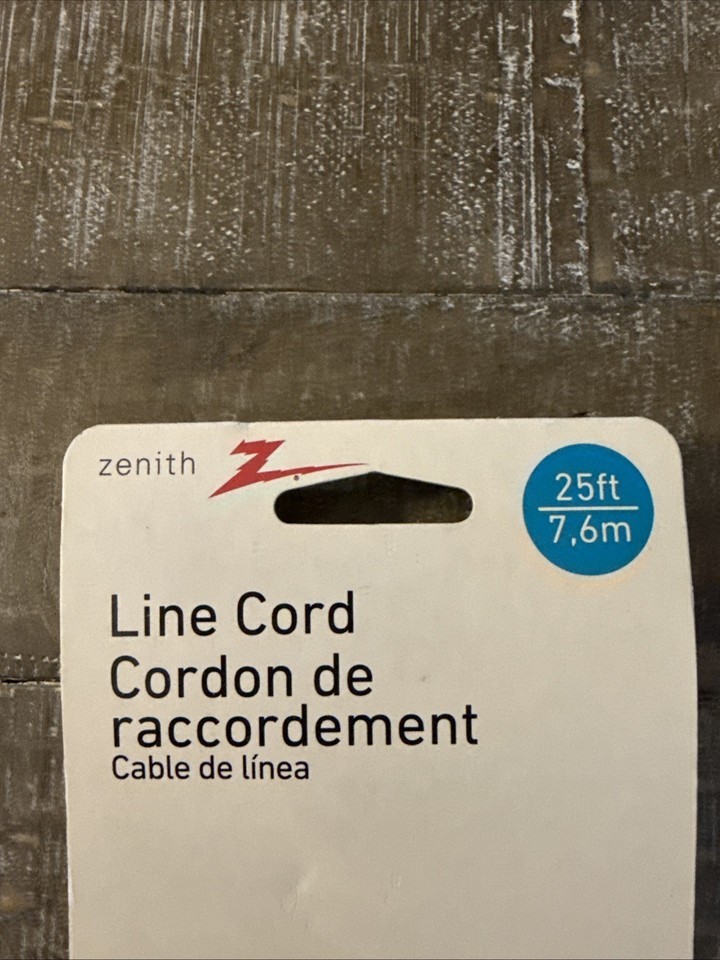 zenith
25ft
7,6m
Line Cord
Cordon de
raccordement
Cable de línea